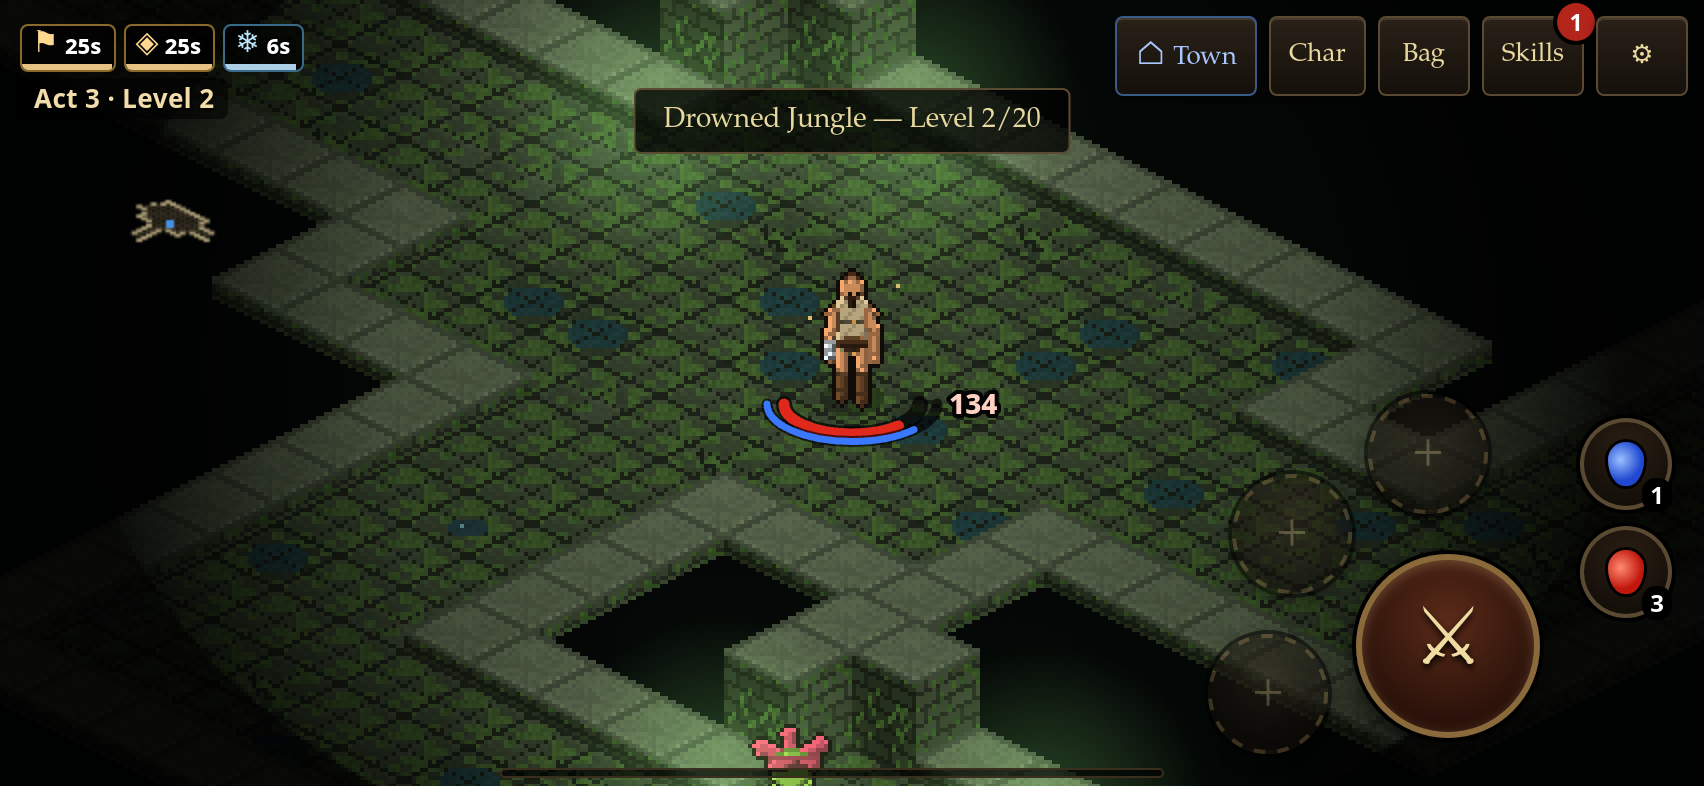 25s
25s
6s
Act 3 · Level 2
Town
Char
Bag
Skills
1
Drowned Jungle — Level 2/20
134
1
3